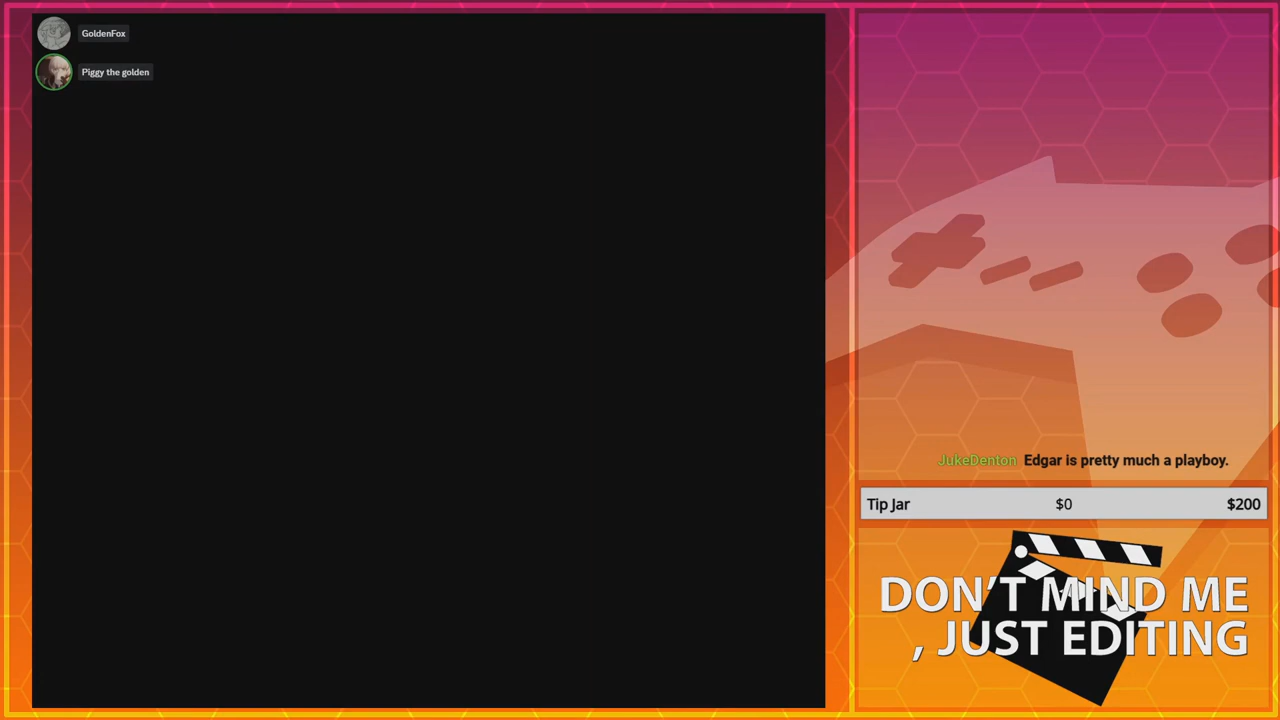 GoldenFox
Piggy the golden
JukeDenton Edgar is pretty much a playboy.
Tip Jar $0 $200
DON'T MIND ME
, JUST EDITING